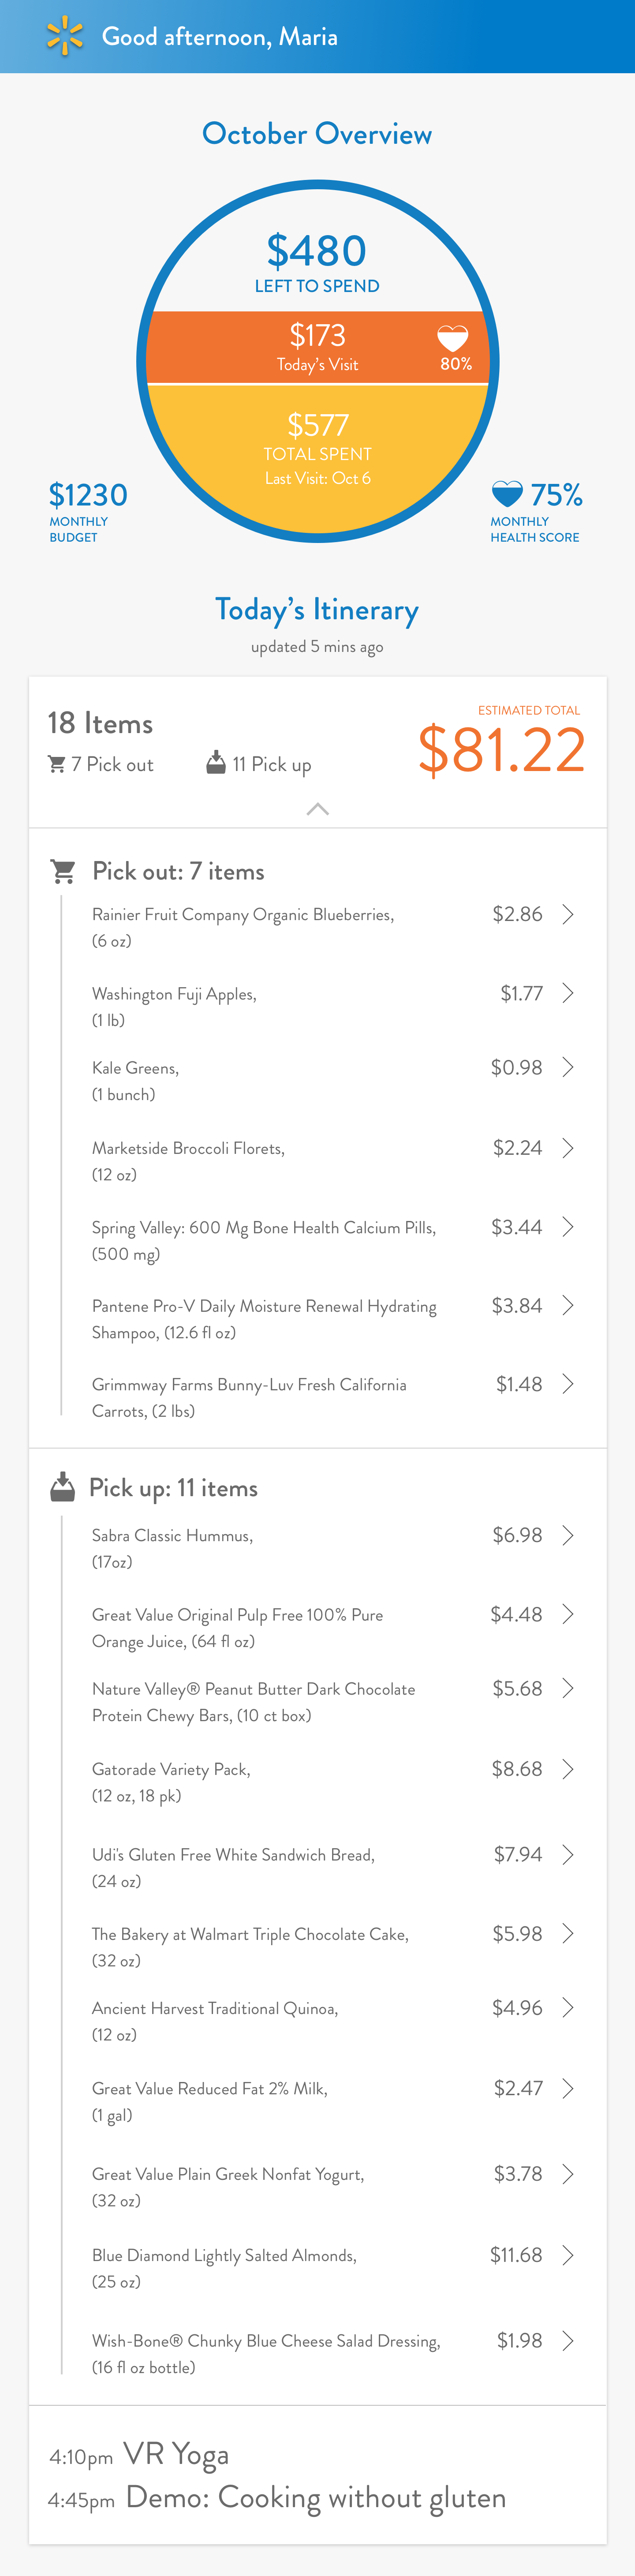 Good afternoon, Maria
October Overview
$480
LEFT TO SPEND
$173
Today's Visit
80%
$577
TOTAL SPENT
Last Visit: Oct 6
$1230
MONTHLY
BUDGET
75%
MONTHLY
HEALTH SCORE
Today's Itinerary
updated 5 mins ago
18 Items
7 Pick out
11 Pick up
ESTIMATED TOTAL
$81.22
Pick out: 7 items
Rainier Fruit Company Organic Blueberries, $2.86
(6 oz)
Washington Fuji Apples, $1.77
(1 lb)
Kale Greens, $0.98
(1 bunch)
Marketside Broccoli Florets, $2.24
(12 oz)
Spring Valley: 600 Mg Bone Health Calcium Pills, $3.44
(500 mg)
Pantene Pro-V Daily Moisture Renewal Hydrating $3.84
Shampoo, (12.6 fl oz)
Grimmway Farms Bunny-Luv Fresh California $1.48
Carrots, (2 lbs)
Pick up: 11 items
Sabra Classic Hummus, $6.98
(17oz)
Great Value Original Pulp Free 100% Pure $4.48
Orange Juice, (64 fl oz)
Nature Valley® Peanut Butter Dark Chocolate $5.68
Protein Chewy Bars, (10 ct box)
Gatorade Variety Pack, $8.68
(12 oz, 18 pk)
Udi's Gluten Free White Sandwich Bread, $7.94
(24 oz)
The Bakery at Walmart Triple Chocolate Cake, $5.98
(32 oz)
Ancient Harvest Traditional Quinoa, $4.96
(12 oz)
Great Value Reduced Fat 2% Milk, $2.47
(1 gal)
Great Value Plain Greek Nonfat Yogurt, $3.78
(32 oz)
Blue Diamond Lightly Salted Almonds, $11.68
(25 oz)
Wish-Bone® Chunky Blue Cheese Salad Dressing, $1.98
(16 fl oz bottle)
4:10pm VR Yoga
4:45pm Demo: Cooking without gluten